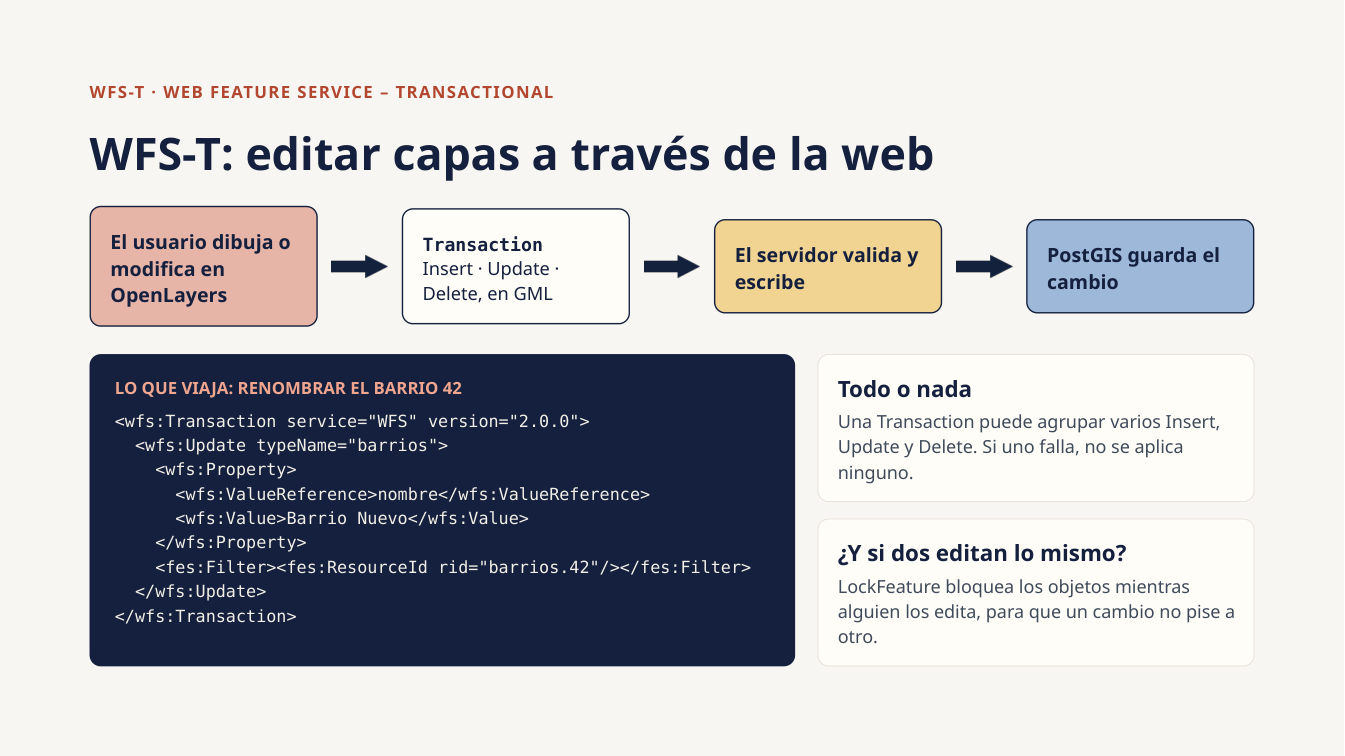 WFS-T · WEB FEATURE SERVICE – TRANSACTIONAL
WFS-T: editar capas a través de la web
El usuario dibuja o
modifica en
OpenLayers
Transaction
Insert · Update ·
Delete, en GML
El servidor valida y
escribe
PostGIS guarda el
cambio
LO QUE VIAJA: RENOMBRAR EL BARRIO 42
<wfs:Transaction service="WFS" version="2.0.0">
  <wfs:Update typeName="barrios">
    <wfs:Property>
      <wfs:ValueReference>nombre</wfs:ValueReference>
      <wfs:Value>Barrio Nuevo</wfs:Value>
    </wfs:Property>
    <fes:Filter><fes:ResourceId rid="barrios.42"/></fes:Filter>
  </wfs:Update>
</wfs:Transaction>
Todo o nada
Una Transaction puede agrupar varios Insert,
Update y Delete. Si uno falla, no se aplica
ninguno.
¿Y si dos editan lo mismo?
LockFeature bloquea los objetos mientras
alguien los edita, para que un cambio no pise a
otro.